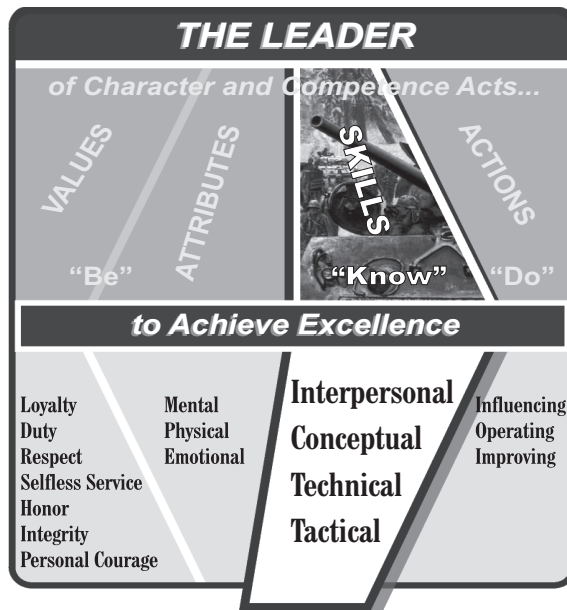 THE LEADER
of Character and Competence Acts...
VALUES
ATTRIBUTES
SKILLS
ACTIONS
“Be”
“Know”
“Do”
to Achieve Excellence
Loyalty
Duty
Respect
Selfless Service
Honor
Integrity
Personal Courage
Mental
Physical
Emotional
Interpersonal
Conceptual
Technical
Tactical
Influencing
Operating
Improving